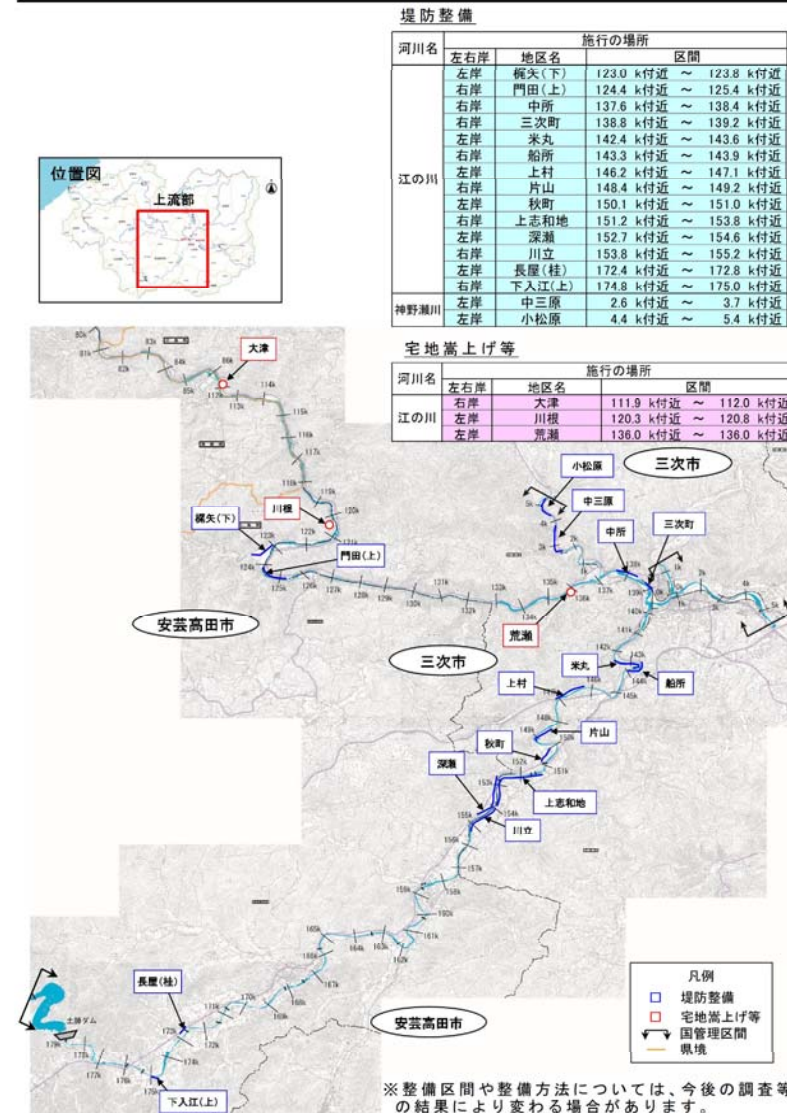 堤防整備
河川名 施行の場所
左右岸 地区名 区間
江の川
左岸 梶矢(下) 123.0 k付近 ～ 123.8 k付近
右岸 門田(上) 124.4 k付近 ～ 125.4 k付近
右岸 中所 137.6 k付近 ～ 138.4 k付近
右岸 三次町 138.8 k付近 ～ 139.2 k付近
左岸 米丸 142.4 k付近 ～ 143.6 k付近
右岸 船所 143.3 k付近 ～ 143.9 k付近
左岸 上村 146.2 k付近 ～ 147.1 k付近
右岸 片山 148.4 k付近 ～ 149.2 k付近
左岸 秋町 150.1 k付近 ～ 151.0 k付近
右岸 上志和地 151.2 k付近 ～ 153.8 k付近
左岸 深瀬 152.7 k付近 ～ 154.6 k付近
右岸 川立 153.8 k付近 ～ 155.2 k付近
左岸 長屋(桂) 172.4 k付近 ～ 172.8 k付近
右岸 下入江(上) 174.8 k付近 ～ 175.0 k付近
神野瀬川
左岸 中三原 2.6 k付近 ～ 3.7 k付近
左岸 小松原 4.4 k付近 ～ 5.4 k付近
位置図
上流部
宅地嵩上げ等
河川名 施行の場所
左右岸 地区名 区間
江の川
右岸 大津 111.9 k付近 ～ 112.0 k付近
左岸 川根 120.3 k付近 ～ 120.8 k付近
左岸 荒瀬 136.0 k付近 ～ 136.0 k付近
大津
小松原
三次市
中三原
川根
梶矢(下)
中所
三次町
門田(上)
安芸高田市
荒瀬
三次市
米丸
船所
上村
片山
秋町
深瀬
上志和地
川立
長屋(桂)
土師ダム
安芸高田市
下入江(上)
凡例
堤防整備
宅地嵩上げ等
国管理区間
県境
※整備区間や整備方法については、今後の調査等
の結果により変わる場合があります。